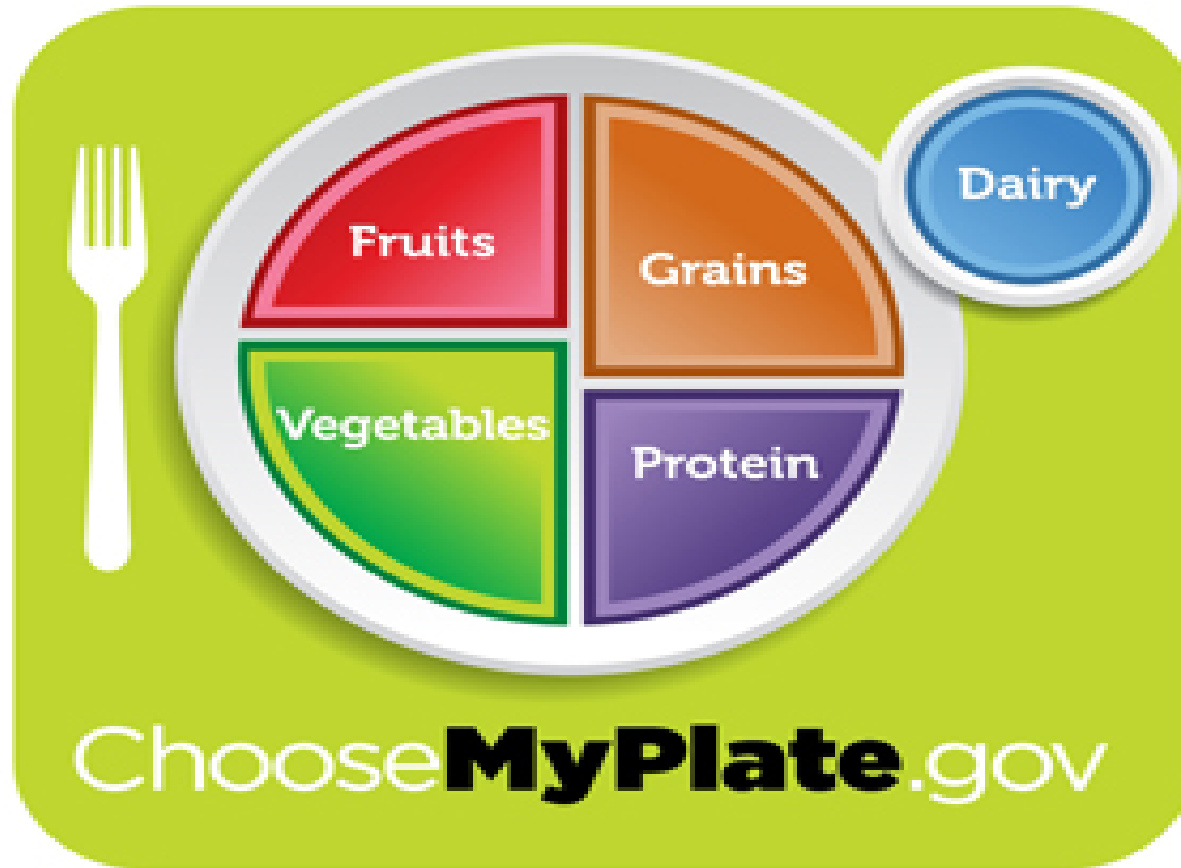 Dairy
Fruits
Grains
Vegetables
Protein
ChooseMyPlate.gov